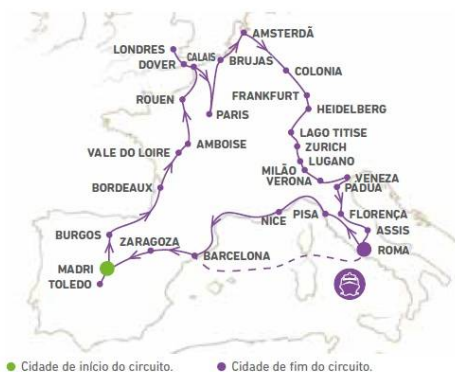 AMSTERDÃ
LONDRES
CALAIS
DOVER
BRUJAS
COLONIA
FRANKFURT
ROUEN
HEIDELBERG
PARIS
LAGO TITISE
AMBOISE
ZURICH
VALE DO LOIRE
LUGANO
MILÃO
VENEZA
VERONA
PADUA
BORDEAUX
FLORENÇA
PISA
NICE
ASSIS
BURGOS
ZARAGOZA
ROMA
BARCELONA
MADRI
TOLEDO
Cidade de início do circuito.
Cidade de fim do circuito.